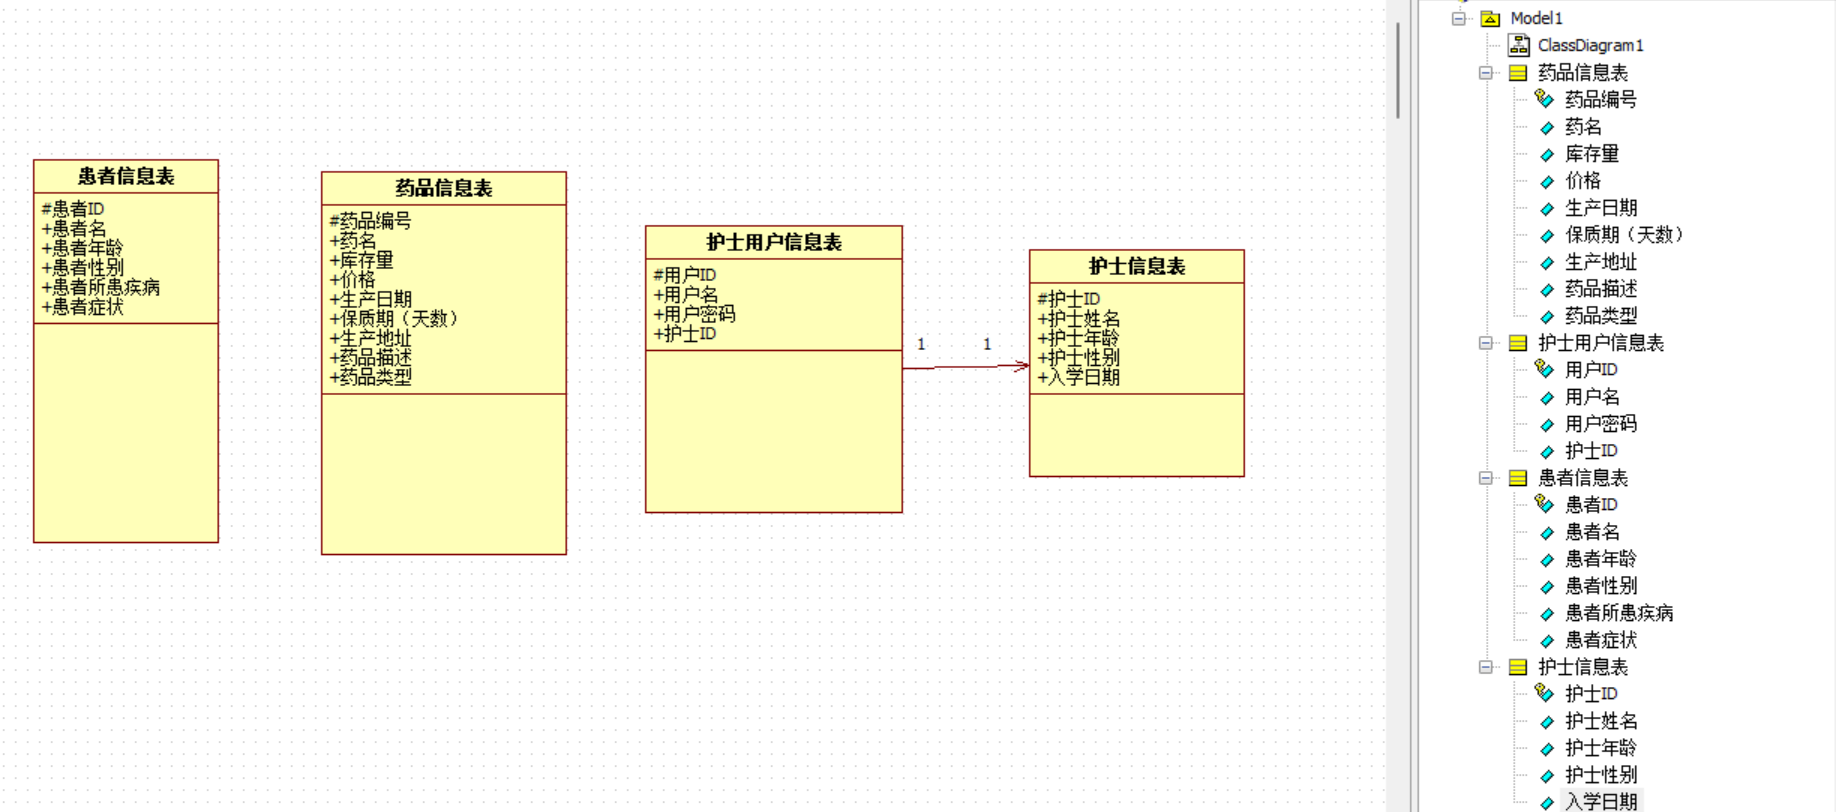 患者信息表
#患者ID
+患者名
+患者年龄
+患者性别
+患者所患疾病
+患者症状
药品信息表
#药品编号
+药名
+库存量
+价格
+生产日期
+保质期（天数）
+生产地址
+药品描述
+药品类型
护士用户信息表
#用户ID
+用户名
+用户密码
+护士ID
1
1
护士信息表
#护士ID
+护士姓名
+护士年龄
+护士性别
+入学日期
Model1
ClassDiagram1
药品信息表
药品编号
药名
库存量
价格
生产日期
保质期（天数）
生产地址
药品描述
药品类型
护士用户信息表
用户ID
用户名
用户密码
护士ID
患者信息表
患者ID
患者名
患者年龄
患者性别
患者所患疾病
患者症状
护士信息表
护士ID
护士姓名
护士年龄
护士性别
入学日期